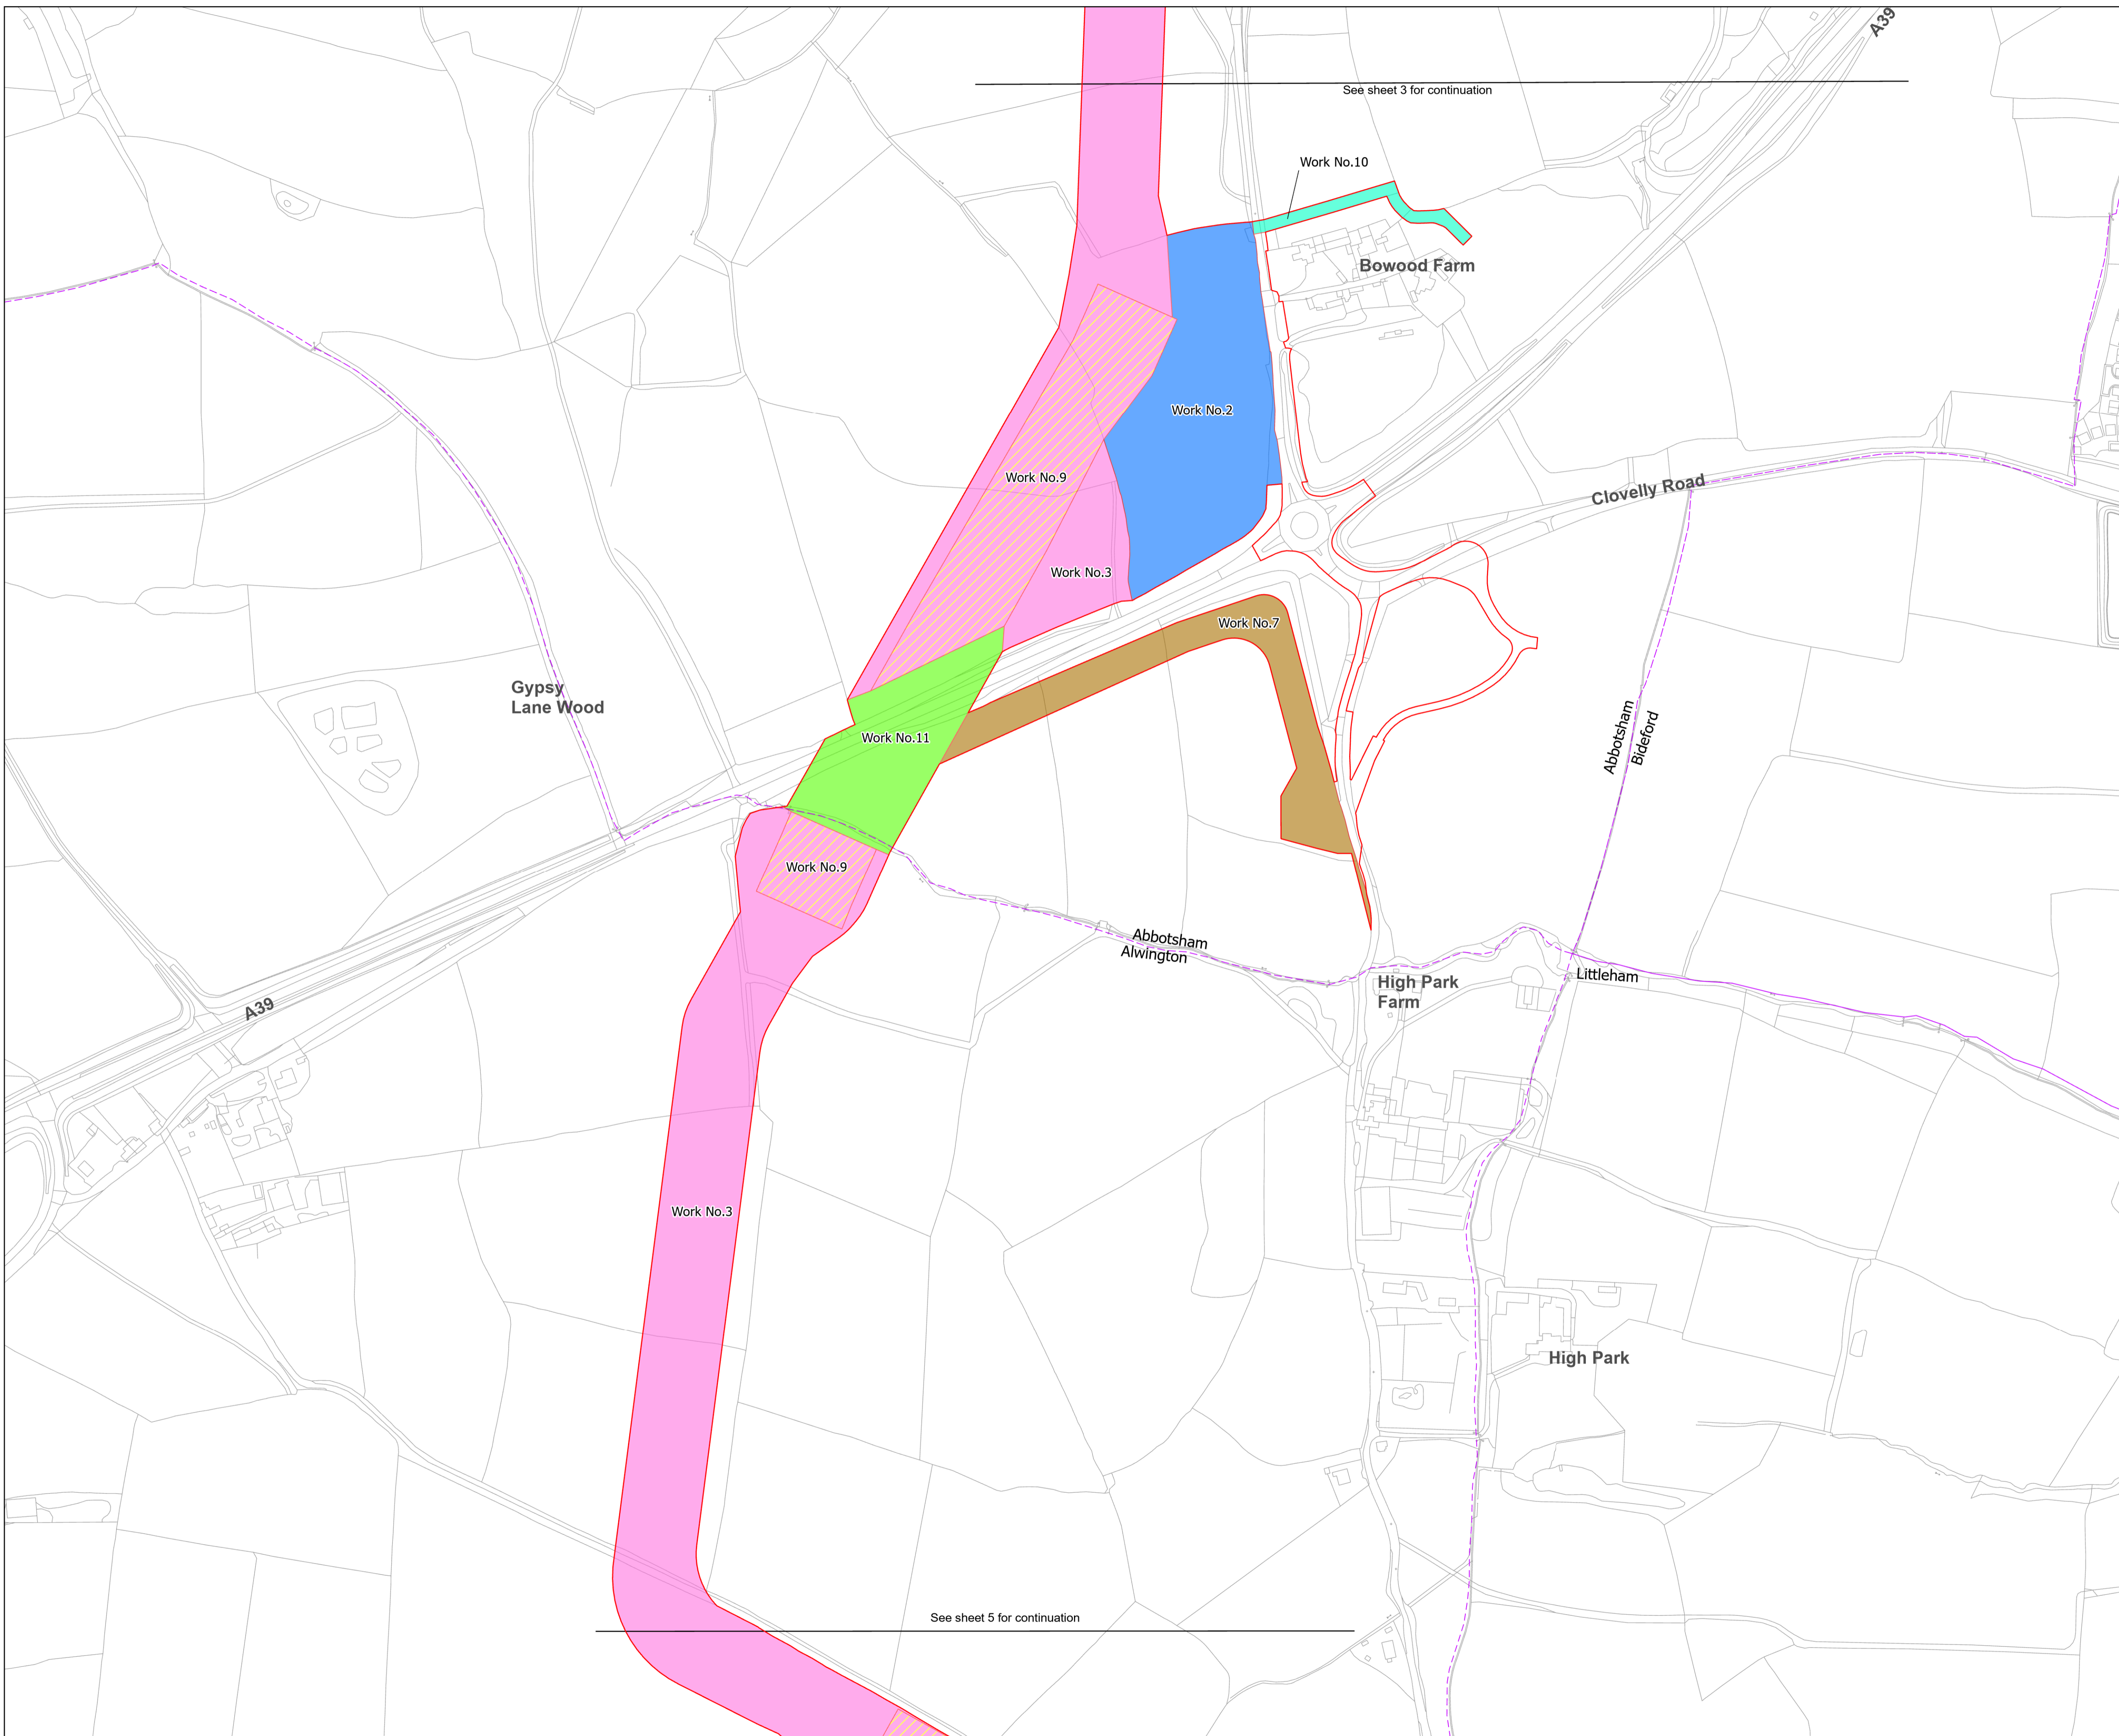 A39
See sheet 3 for continuation
Work No.10
Bowood Farm
Work No.2
Work No.9
Clovelly Road
Work No.3
Work No.7
Gypsy
Lane Wood
Abbotsham
Bideford
Work No.11
Work No.9
Abbotsham
Alwington
Littleham
High Park
Farm
A39
Work No.3
High Park
See sheet 5 for continuation